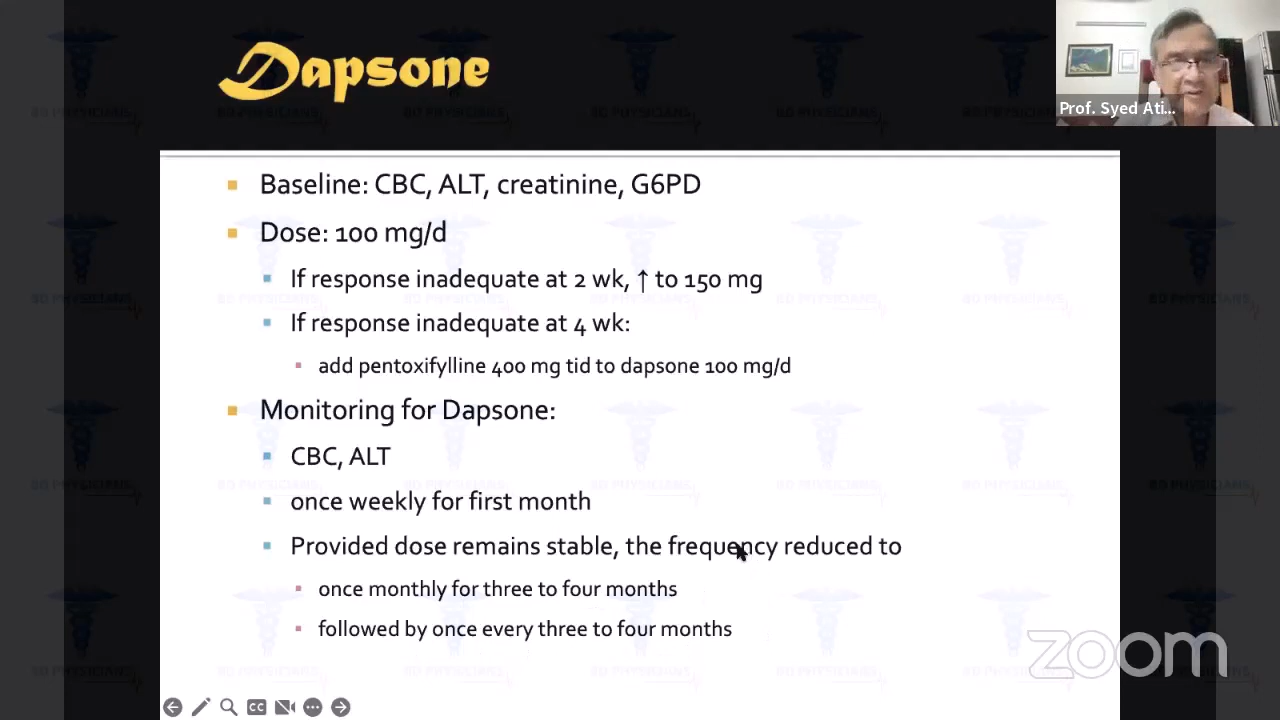 Dapsone
Prof. Syed Ati...
Baseline: CBC, ALT, creatinine, G6PD
Dose: 100 mg/d
If response inadequate at 2 wk, ↑ to 150 mg
If response inadequate at 4 wk:
add pentoxifylline 400 mg tid to dapsone 100 mg/d
Monitoring for Dapsone:
CBC, ALT
once weekly for first month
Provided dose remains stable, the frequency reduced to
once monthly for three to four months
followed by once every three to four months
zoom
CC
BD PHYSICIANS